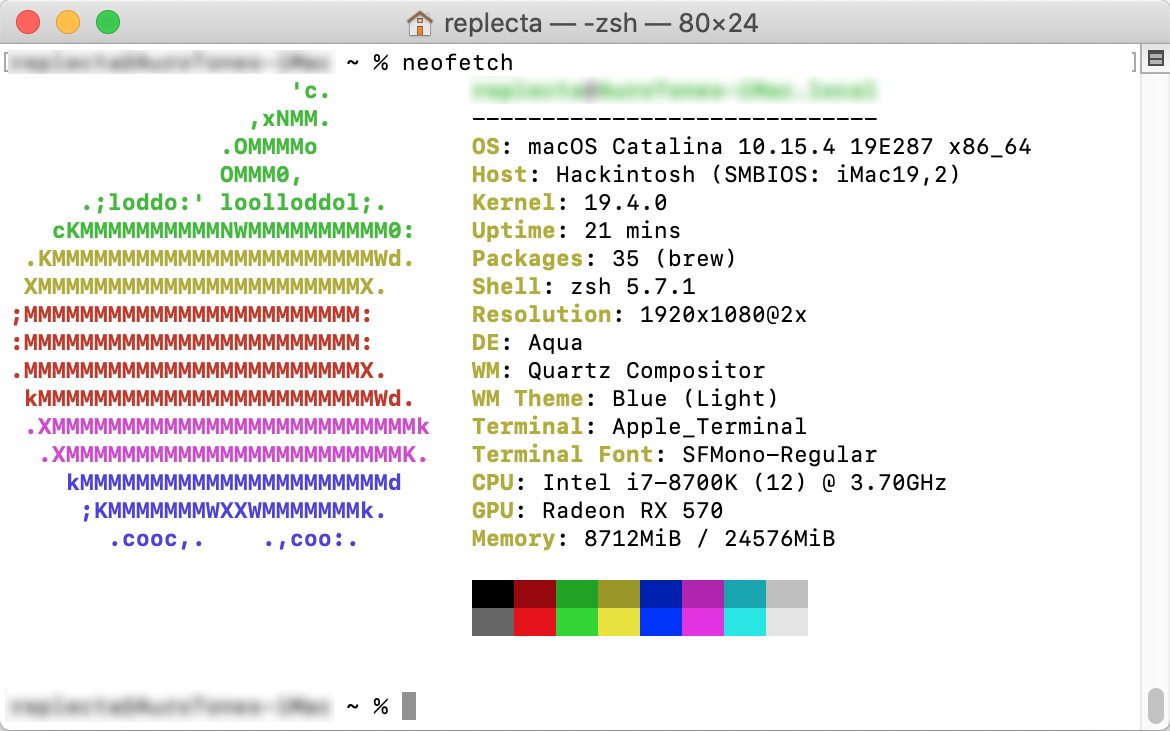 replecta — -zsh — 80×24
~ % neofetch
'c.
,xNMM.
-----------------------------
.OMMMMo
OS: macOS Catalina 10.15.4 19E287 x86_64
OMMM0,
Host: Hackintosh (SMBIOS: iMac19,2)
.;loddo:' loolloddol;.
Kernel: 19.4.0
cKMMMMMMMMMMNWMMMMMMMMMM0:
Uptime: 21 mins
.KMMMMMMMMMMMMMMMMMMMMMMMWd.
Packages: 35 (brew)
XMMMMMMMMMMMMMMMMMMMMMMMX.
Shell: zsh 5.7.1
;MMMMMMMMMMMMMMMMMMMMMMMM:
Resolution: 1920x1080@2x
:MMMMMMMMMMMMMMMMMMMMMMMM:
DE: Aqua
.MMMMMMMMMMMMMMMMMMMMMMMMX.
WM: Quartz Compositor
kMMMMMMMMMMMMMMMMMMMMMMMMWd.
WM Theme: Blue (Light)
.XMMMMMMMMMMMMMMMMMMMMMMMMMMk
Terminal: Apple_Terminal
.XMMMMMMMMMMMMMMMMMMMMMMMMK.
Terminal Font: SFMono-Regular
kMMMMMMMMMMMMMMMMMMMMMMd
CPU: Intel i7-8700K (12) @ 3.70GHz
;KMMMMMMMWXXWMMMMMMMk.
GPU: Radeon RX 570
.cooc,.    .,coo:.
Memory: 8712MiB / 24576MiB
~ %